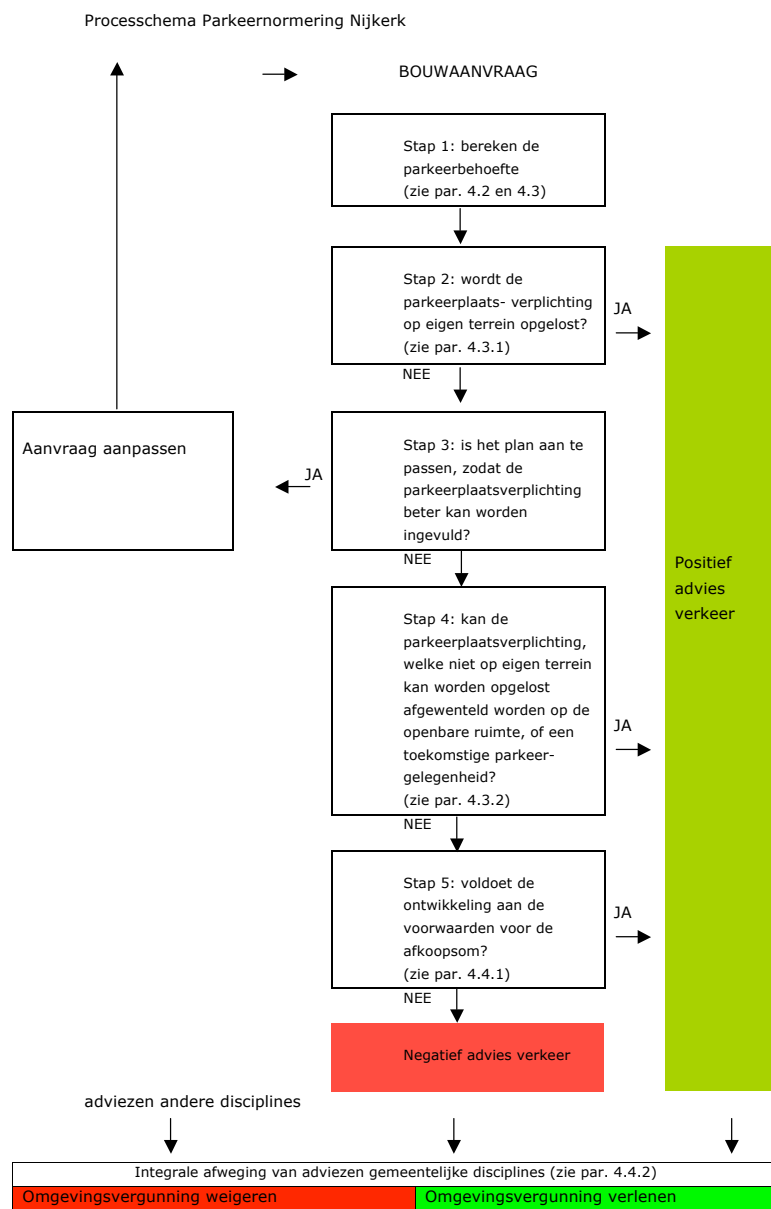 Processchema Parkeernormering Nijkerk
BOUWAANVRAAG
Stap 1: bereken de
parkeerbehoefte
(zie par. 4.2 en 4.3)
Stap 2: wordt de
parkeerplaats- verplichting
op eigen terrein opgelost?
(zie par. 4.3.1)
JA
NEE
Aanvraag aanpassen
JA
Stap 3: is het plan aan te
passen, zodat de
parkeerplaatsverplichting
beter kan worden
ingevuld?
NEE
Positief
advies
verkeer
Stap 4: kan de
parkeerplaatsverplichting,
welke niet op eigen terrein
kan worden opgelost
afgewenteld worden op de
openbare ruimte, of een
toekomstige parkeer-
gelegenheid?
(zie par. 4.3.2)
JA
NEE
Stap 5: voldoet de
ontwikkeling aan de
voorwaarden voor de
afkoopsom?
(zie par. 4.4.1)
JA
NEE
Negatief advies verkeer
adviezen andere disciplines
Integrale afweging van adviezen gemeentelijke disciplines (zie par. 4.4.2)
Omgevingsvergunning weigeren
Omgevingsvergunning verlenen